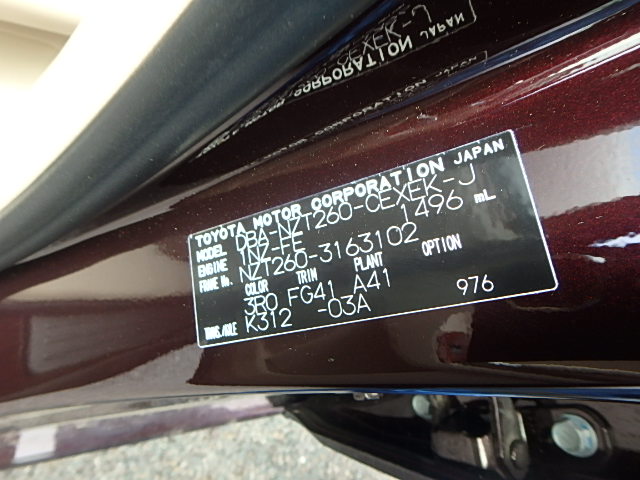 TOYOTA MOTOR CORPORATION JAPAN
MODEL DBA-NZT260-CEXEK-J
ENGINE 1NZ-FE 1496 mL
FRAME No. NZT260-3163102
COLOR TRIM PLANT OPTION
3R0 FG41 A41
TRANS./AXLE K312 -03A 976